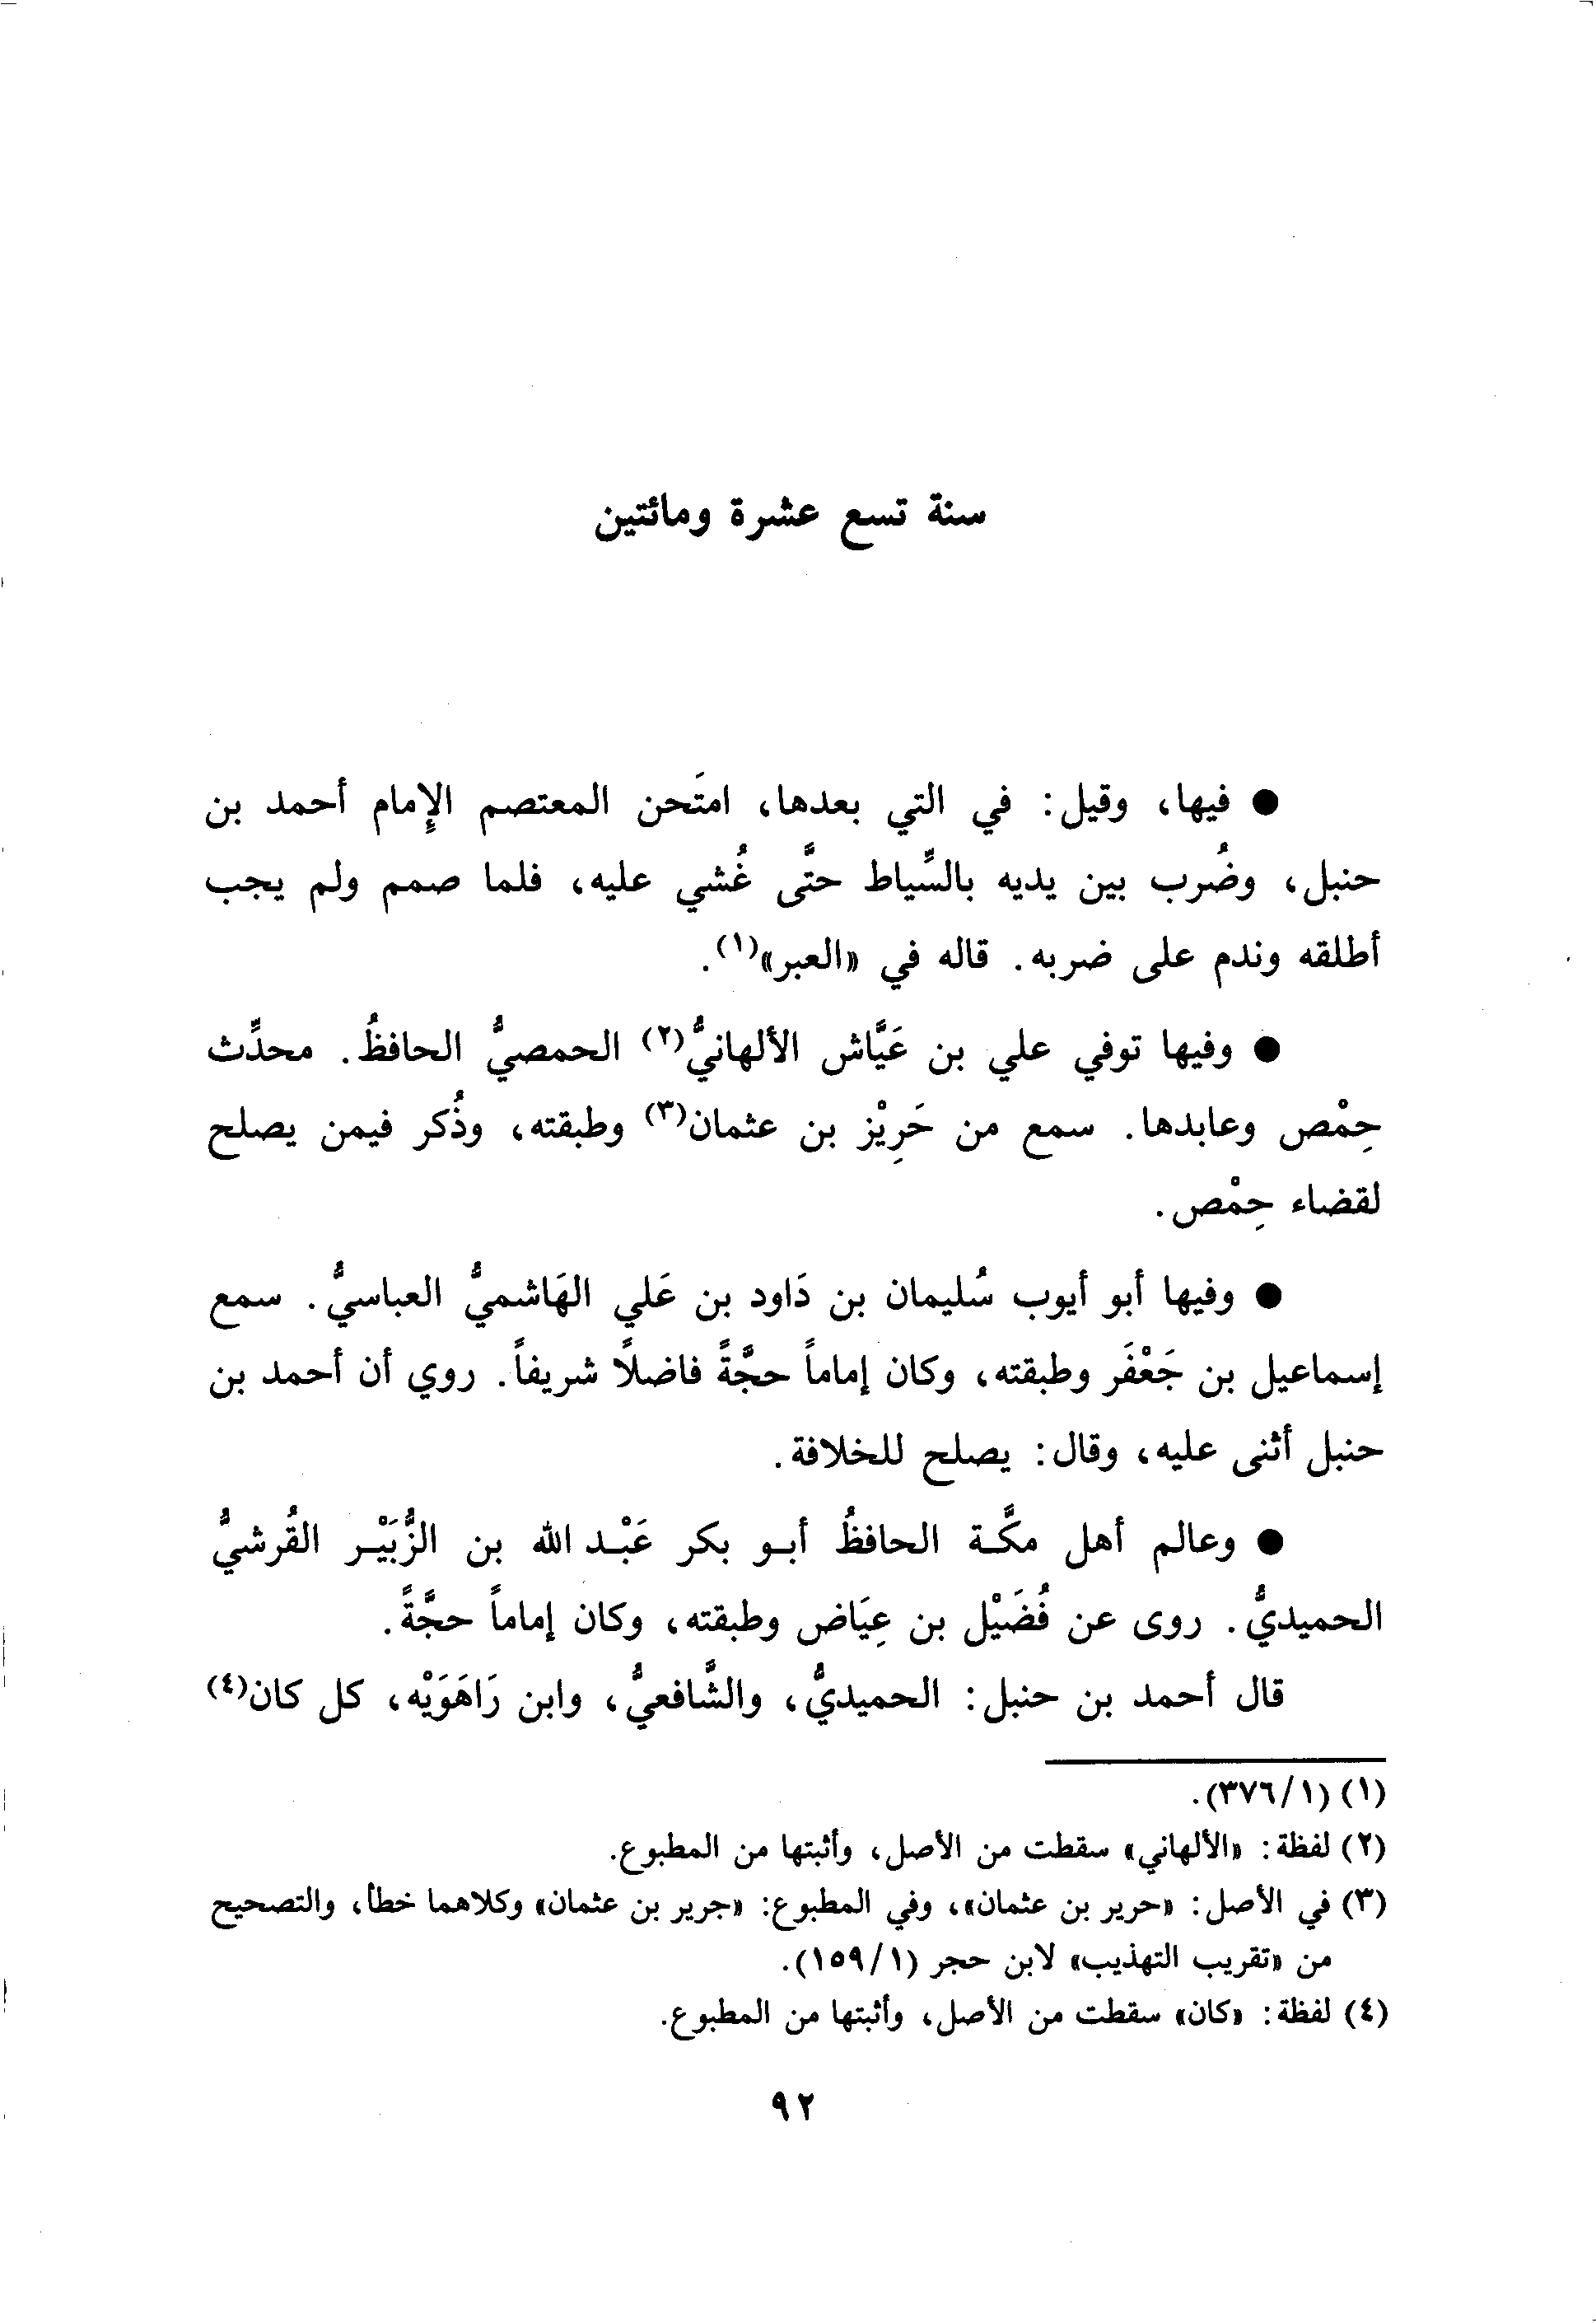 سنة تسع عشرة ومائتين
● فيها، وقيل: في التي بعدها، امتَحن المعتصم الإِمام أحمد بن
حنبل، وضُرب بين يديه بالسِّياط حتَّى غُشي عليه، فلما صمم ولم يجب
أطلقه وندم على ضربه. قاله في «العبر»(١).
● وفيها توفي علي بن عَيَّاش الألهانيُّ(٢) الحمصيُّ الحافظُ. محدِّث
حِمْص وعابدها. سمع من حَرِيْز بن عثمان(٣) وطبقته، وذُكر فيمن يصلح
لقضاء حِمْص.
● وفيها أبو أيوب سُليمان بن دَاود بن عَلي الهَاشميُّ العباسيُّ. سمع
إسماعيل بن جَعْفَر وطبقته، وكان إماماً حجَّةً فاضلاً شريفاً. روي أن أحمد بن
حنبل أثنى عليه، وقال: يصلح للخلافة.
● وعالم أهل مكَّـة الحافظُ أبـو بكر عَبْـد الله بن الزُّبَيْـر القُرشيُّ
الحميديُّ. روى عن فُضَيْل بن عِيَاض وطبقته، وكان إماماً حجَّةً.
قال أحمد بن حنبل: الحميديُّ، والشَّافعيُّ، وابن رَاهَوَيْه، كل كان(٤)
(١) (١/٣٧٦).
(٢) لفظة: «الألهاني» سقطت من الأصل، وأثبتها من المطبوع.
(٣) في الأصل: «حرير بن عثمان»، وفي المطبوع: «جرير بن عثمان» وكلاهما خطأ، والتصحيح
من «تقريب التهذيب» لابن حجر (١/١٥٩).
(٤) لفظة: «كان» سقطت من الأصل، وأثبتها من المطبوع.
٩٢